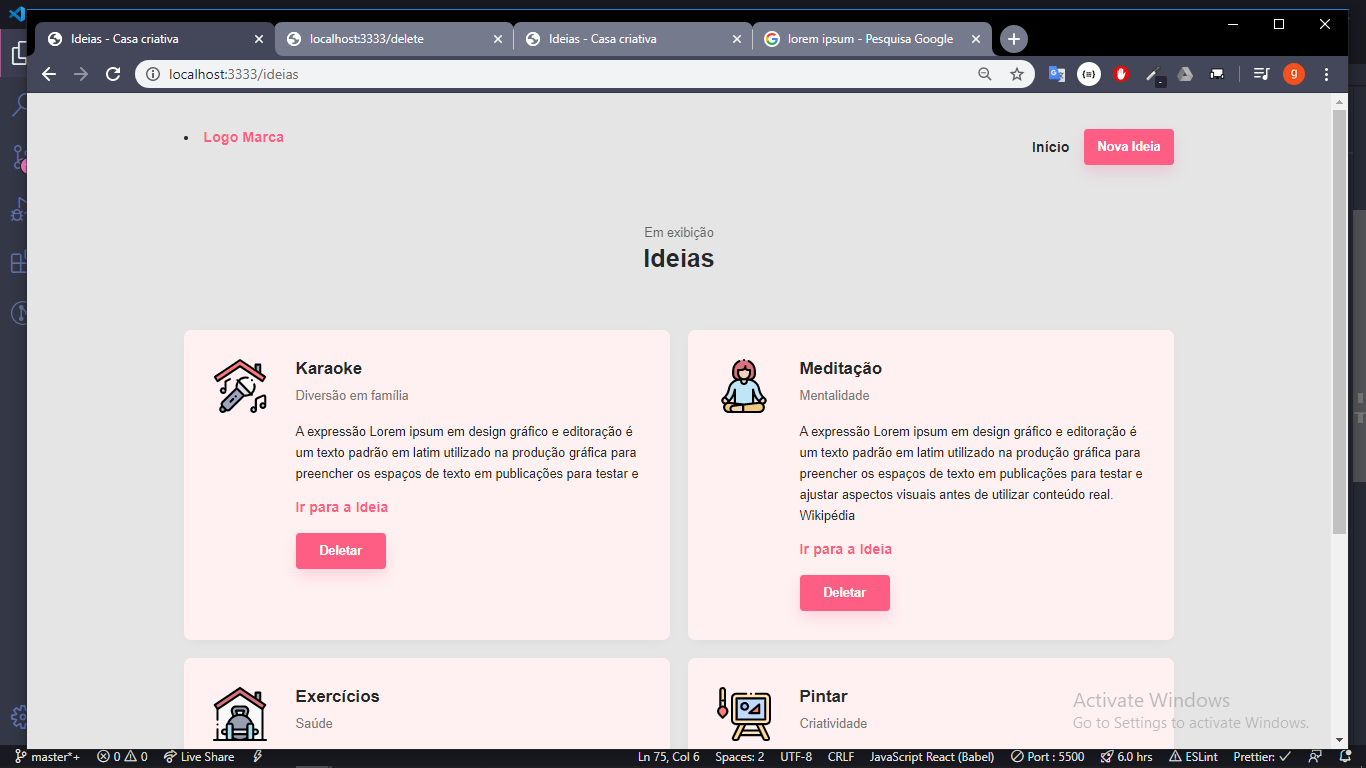 Ideias - Casa criativa
localhost:3333/delete
Ideias - Casa criativa
lorem ipsum - Pesquisa Google
localhost:3333/ideias
g
Logo Marca
Início
Nova Ideia
Em exibição
Ideias
Karaoke
Diversão em família
A expressão Lorem ipsum em design gráfico e editoração é
um texto padrão em latim utilizado na produção gráfica para
preencher os espaços de texto em publicações para testar e
Ir para a Ideia
Deletar
Meditação
Mentalidade
A expressão Lorem ipsum em design gráfico e editoração é
um texto padrão em latim utilizado na produção gráfica para
preencher os espaços de texto em publicações para testar e
ajustar aspectos visuais antes de utilizar conteúdo real.
Wikipédia
Ir para a Ideia
Deletar
Exercícios
Saúde
Pintar
Criatividade
Activate Windows
Go to Settings to activate Windows.
master*+ 0 0 Live Share Ln 75, Col 6 Spaces: 2 UTF-8 CRLF JavaScript React (Babel) Port : 5500 6.0 hrs ESLint Prettier: ✓